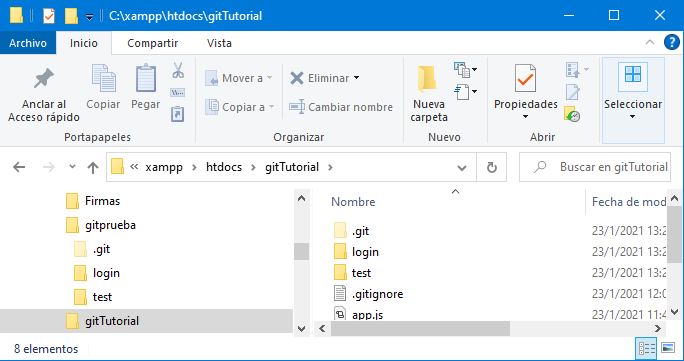 C:\xampp\htdocs\gitTutorial
Archivo Inicio Compartir Vista
Anclar al Acceso rápido
Copiar
Pegar
Mover a
Copiar a
Eliminar
Cambiar nombre
Nueva carpeta
Propiedades
Seleccionar
Portapapeles Organizar Nuevo Abrir
« xampp > htdocs > gitTutorial >
Buscar en gitTutorial
Firmas
gitprueba
.git
login
test
gitTutorial
Nombre Fecha de mod
.git 23/1/2021 13:2
login 23/1/2021 13:2
test 23/1/2021 13:2
.gitignore 23/1/2021 12:0
app.js 23/1/2021 11:4
8 elementos